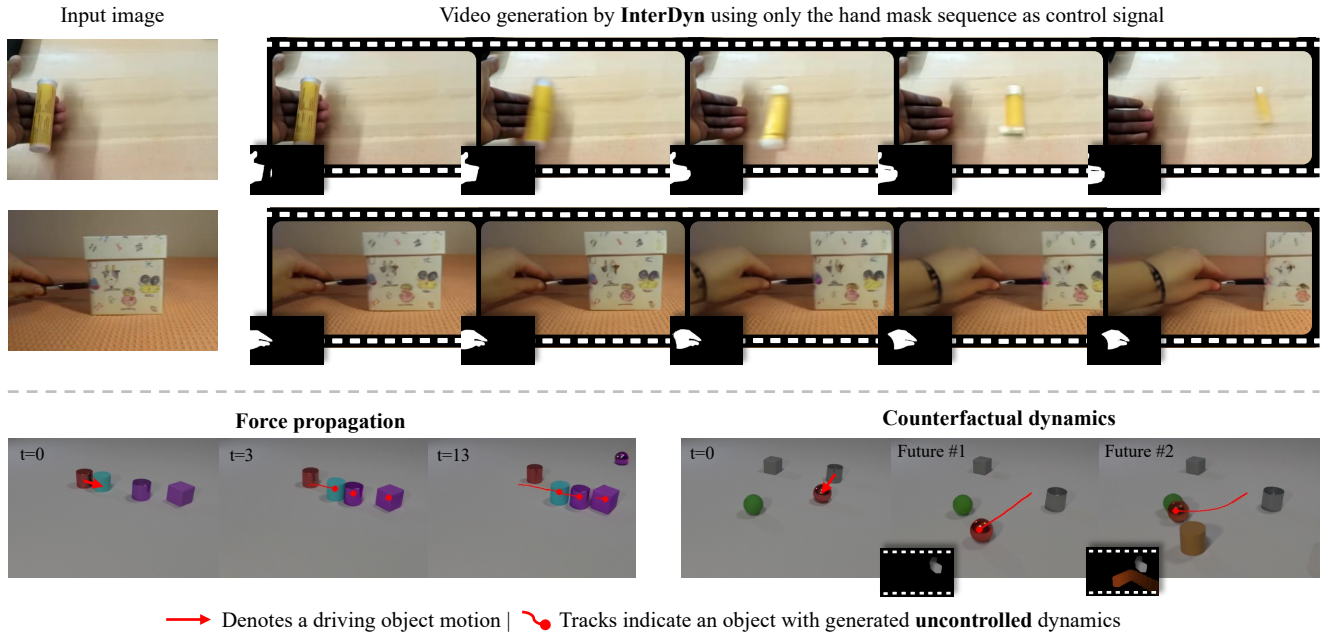 Input image
Video generation by InterDyn using only the hand mask sequence as control signal
Force propagation
Counterfactual dynamics
t=0
t=3
t=13
t=0
Future #1
Future #2
Denotes a driving object motion |
Tracks indicate an object with generated uncontrolled dynamics